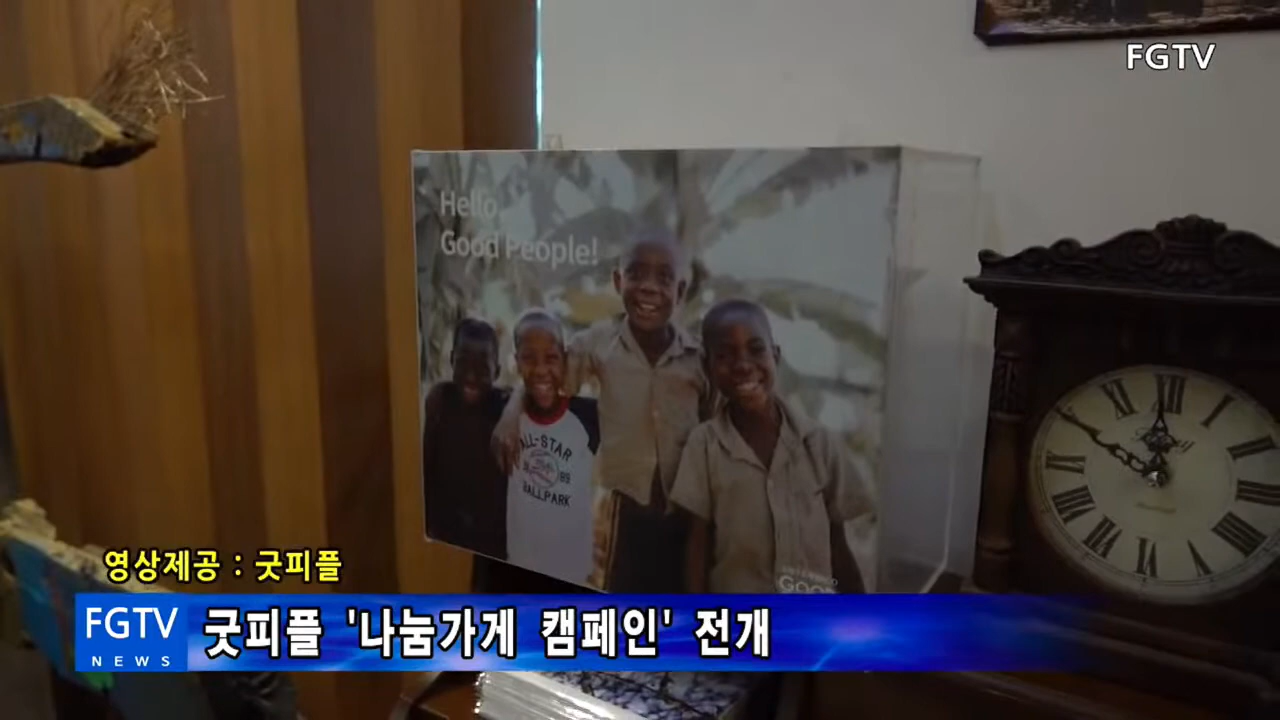 FGTV
Hello,
Good People!
ALL-STAR
89
BALLPARK
영상제공 : 굿피플
FGTV
NEWS
굿피플 '나눔가게 캠페인' 전개